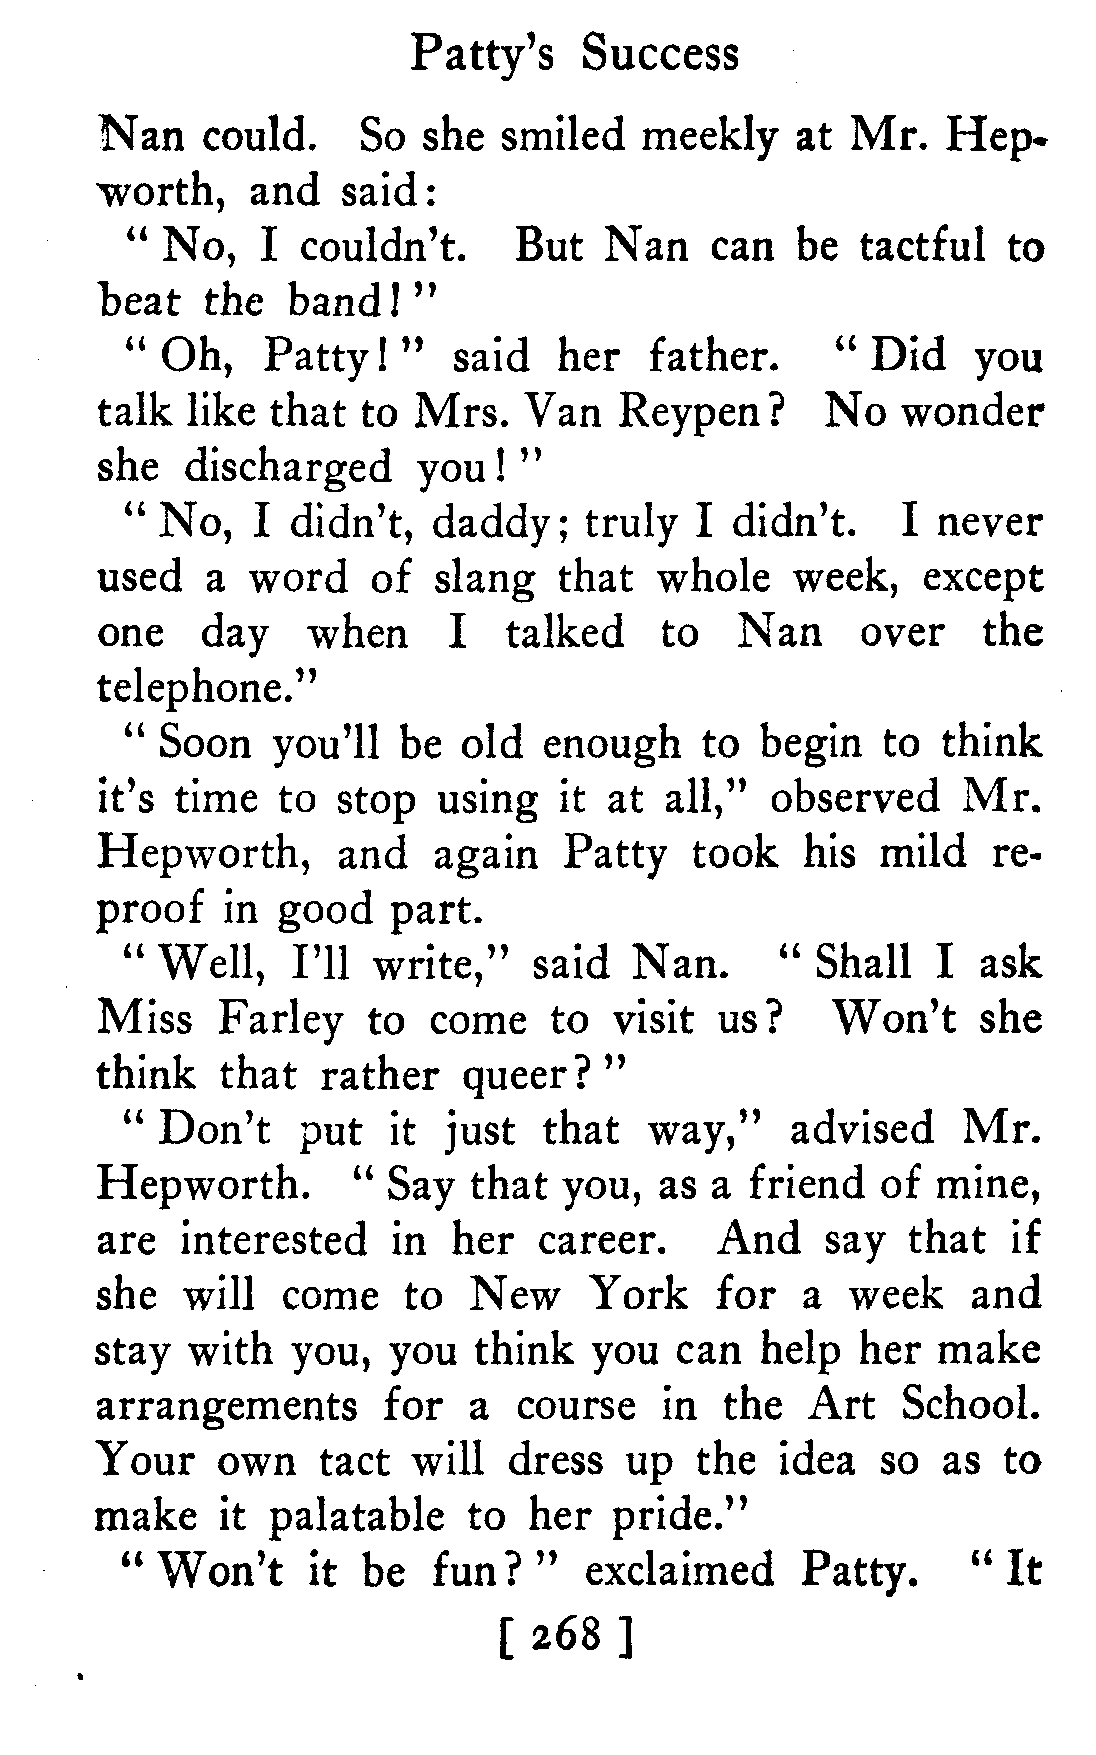 Patty's Success
Nan could. So she smiled meekly at Mr. Hep-
worth, and said:
" No, I couldn't. But Nan can be tactful to
beat the band! "
" Oh, Patty! " said her father. " Did you
talk like that to Mrs. Van Reypen? No wonder
she discharged you! "
" No, I didn't, daddy; truly I didn't. I never
used a word of slang that whole week, except
one day when I talked to Nan over the
telephone."
" Soon you'll be old enough to begin to think
it's time to stop using it at all," observed Mr.
Hepworth, and again Patty took his mild re-
proof in good part.
" Well, I'll write," said Nan. " Shall I ask
Miss Farley to come to visit us? Won't she
think that rather queer? "
" Don't put it just that way," advised Mr.
Hepworth. " Say that you, as a friend of mine,
are interested in her career. And say that if
she will come to New York for a week and
stay with you, you think you can help her make
arrangements for a course in the Art School.
Your own tact will dress up the idea so as to
make it palatable to her pride."
" Won't it be fun? " exclaimed Patty. " It
[ 268 ]